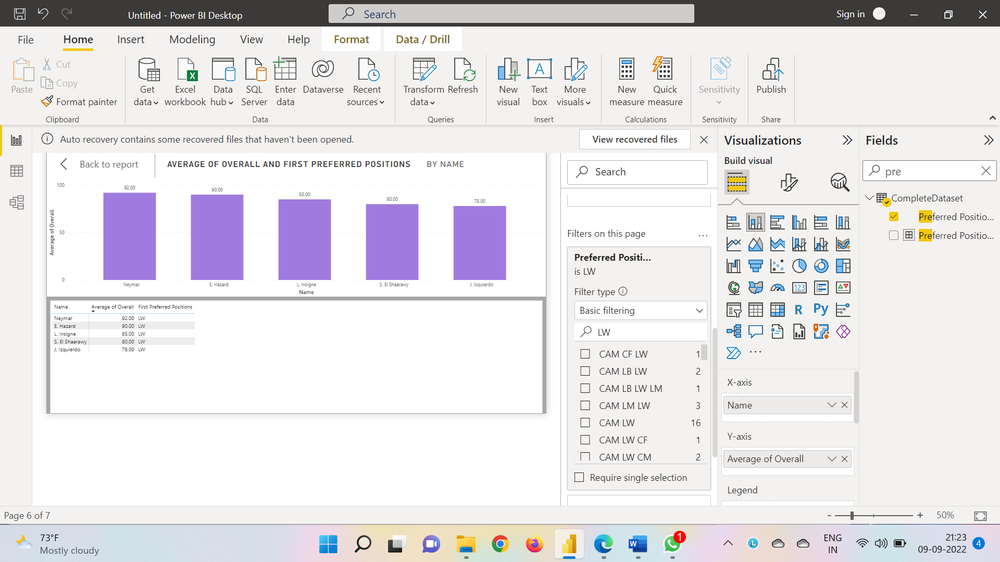 Untitled - Power BI Desktop
Search
Sign in
File
Home
Insert
Modeling
View
Help
Format
Data / Drill
Paste
Cut
Copy
Format painter
Clipboard
Get data
Excel workbook
Data hub
SQL Server
Enter data
Dataverse
Recent sources
Data
Transform data
Refresh
Queries
New visual
A
Text box
More visuals
Insert
New measure
Quick measure
Calculations
Sensitivity
Sensitivity
Publish
Share
Auto recovery contains some recovered files that haven't been opened.
View recovered files
Back to report
AVERAGE OF OVERALL AND FIRST PREFERRED POSITIONS
BY NAME
Average of Overall
100
50
0
92.00
90.00
85.00
80.00
78.00
Neymar
E. Hazard
L. Insigne
S. El Shaarawy
J. Izquierdo
Name
Name Average of Overall First Preferred Positions
Neymar 92.00 LW
E. Hazard 90.00 LW
L. Insigne 85.00 LW
S. El Shaarawy 80.00 LW
J. Izquierdo 78.00 LW
Search
Filters on this page
...
Preferred Positi...
is LW
Filter type
Basic filtering
LW
CAM CF LW 1
CAM LB LW 2
CAM LB LW LM 1
CAM LM LW 3
CAM LW 16
CAM LW CF 1
CAM LW CM 2
Require single selection
Visualizations
Build visual
123
R
Py
...
X-axis
Name
Y-axis
Average of Overall
Legend
Fields
pre
CompleteDataset
Preferred Positio...
Preferred Positio...
Page 6 of 7
- + 50%
73°F
Mostly cloudy
W
1
L
ENG
IN
21:23
09-09-2022
4